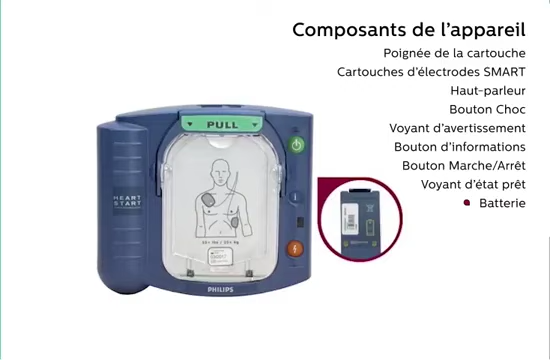 Composants de l'appareil
Poignée de la cartouche
Cartouches d'électrodes SMART
Haut-parleur
Bouton Choc
Voyant d'avertissement
Bouton d'informations
Bouton Marche/Arrêt
Voyant d'état prêt
Batterie
PULL
HEART
START
i
PHILIPS